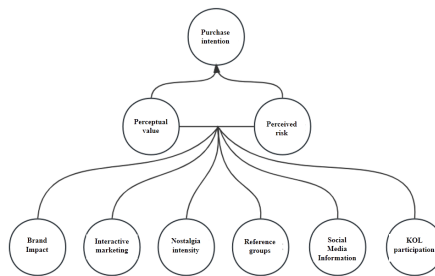 Purchase
intention
Perceptual
value
Perceived
risk
Brand
Impact
Interactive
marketing
Nostalgia
intensity
Reference
groups
Social
Media
Information
KOL
participation